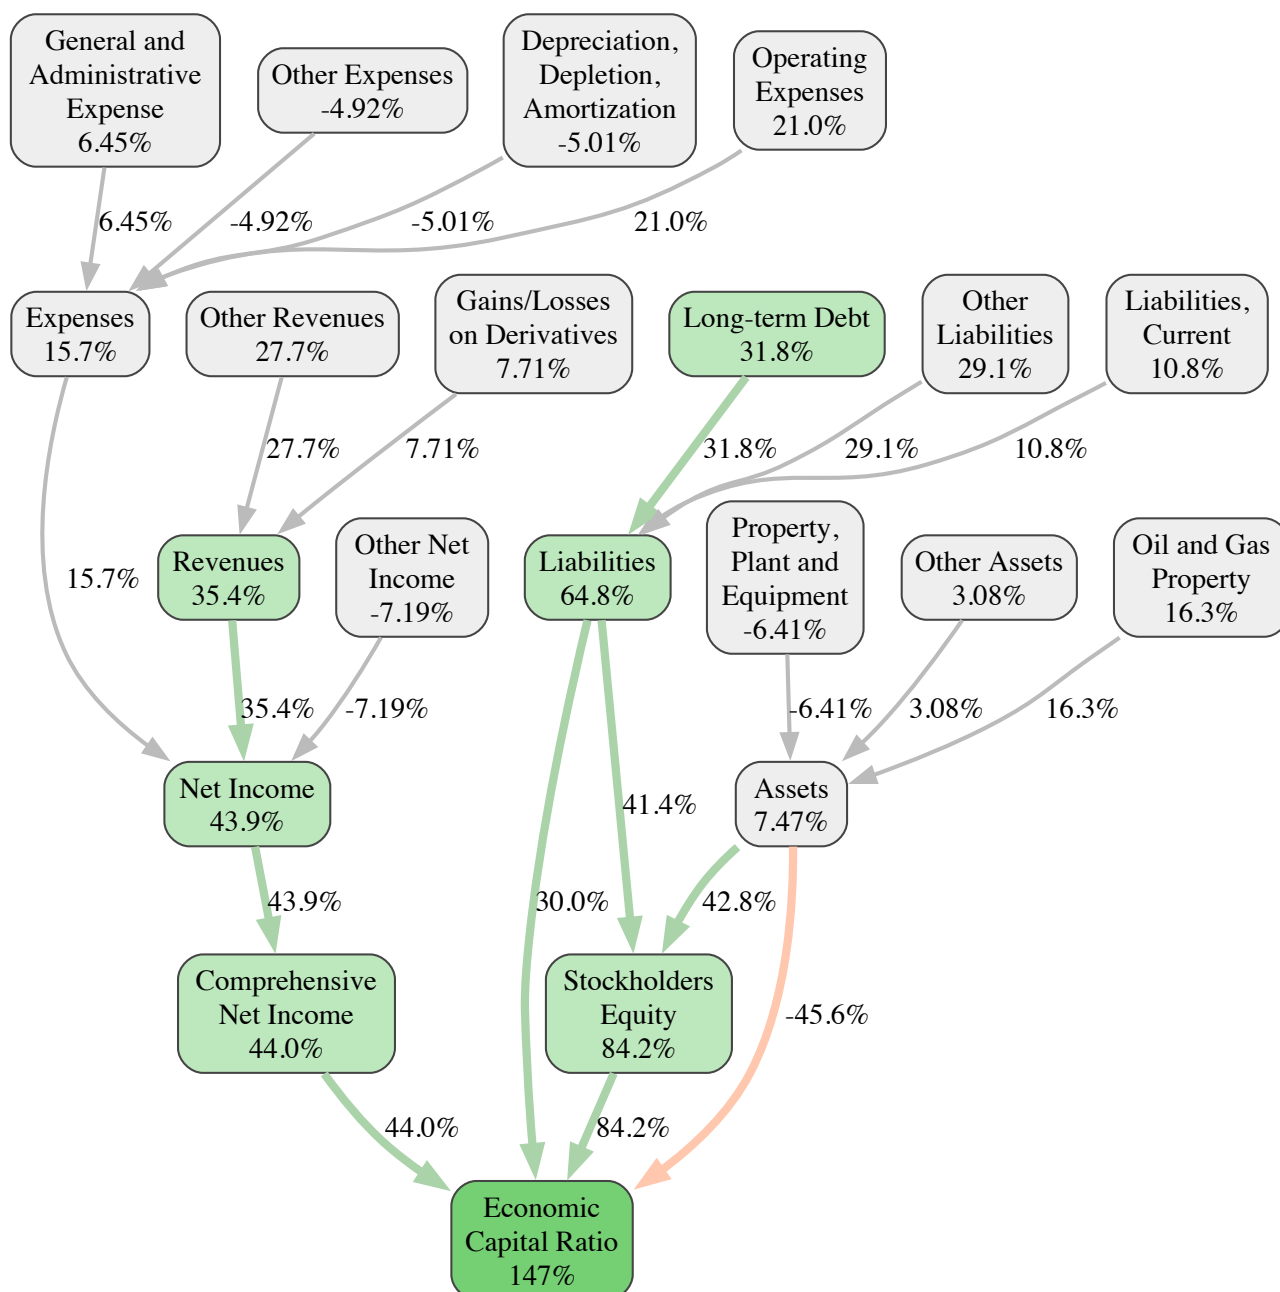 General and
Administrative
Expense
6.45%
Other Expenses
-4.92%
Depreciation,
Depletion,
Amortization
-5.01%
Operating
Expenses
21.0%
6.45%
-4.92%
-5.01%
21.0%
Expenses
15.7%
Other Revenues
27.7%
Gains/Losses
on Derivatives
7.71%
Long-term Debt
31.8%
Other
Liabilities
29.1%
Liabilities,
Current
10.8%
27.7%
7.71%
31.8%
29.1%
10.8%
15.7%
Revenues
35.4%
Other Net
Income
-7.19%
Liabilities
64.8%
Property,
Plant and
Equipment
-6.41%
Other Assets
3.08%
Oil and Gas
Property
16.3%
35.4%
-7.19%
-6.41%
3.08%
16.3%
Net Income
43.9%
41.4%
Assets
7.47%
43.9%
30.0%
42.8%
Comprehensive
Net Income
44.0%
Stockholders
Equity
84.2%
-45.6%
44.0%
84.2%
Economic
Capital Ratio
147%